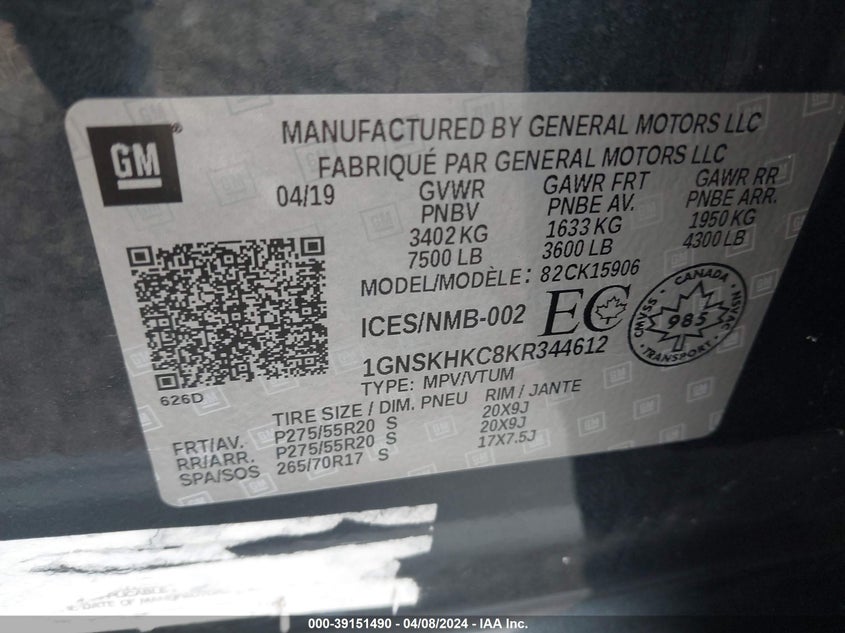 GM ®
MANUFACTURED BY GENERAL MOTORS LLC
FABRIQUÉ PAR GENERAL MOTORS LLC
04/19 GVWR GAWR FRT GAWR RR
PNBV PNBE AV. PNBE ARR.
3402 KG 1633 KG 1950 KG
7500 LB 3600 LB 4300 LB
MODEL/MODÈLE: 82CK15906
ICES/NMB-002 EC
CANADA
CMVSS 985 NSVAC
TRANSPORT
1GNSKHKC8KR344612
TYPE: MPV/VTUM
626D
TIRE SIZE / DIM. PNEU RIM / JANTE
FRT/AV. P275/55R20 S 20X9J
RR/ARR. P275/55R20 S 20X9J
SPA/SOS 265/70R17 S 17X7.5J
DATE OF
000-39151490 - 04/08/2024 - IAA Inc.